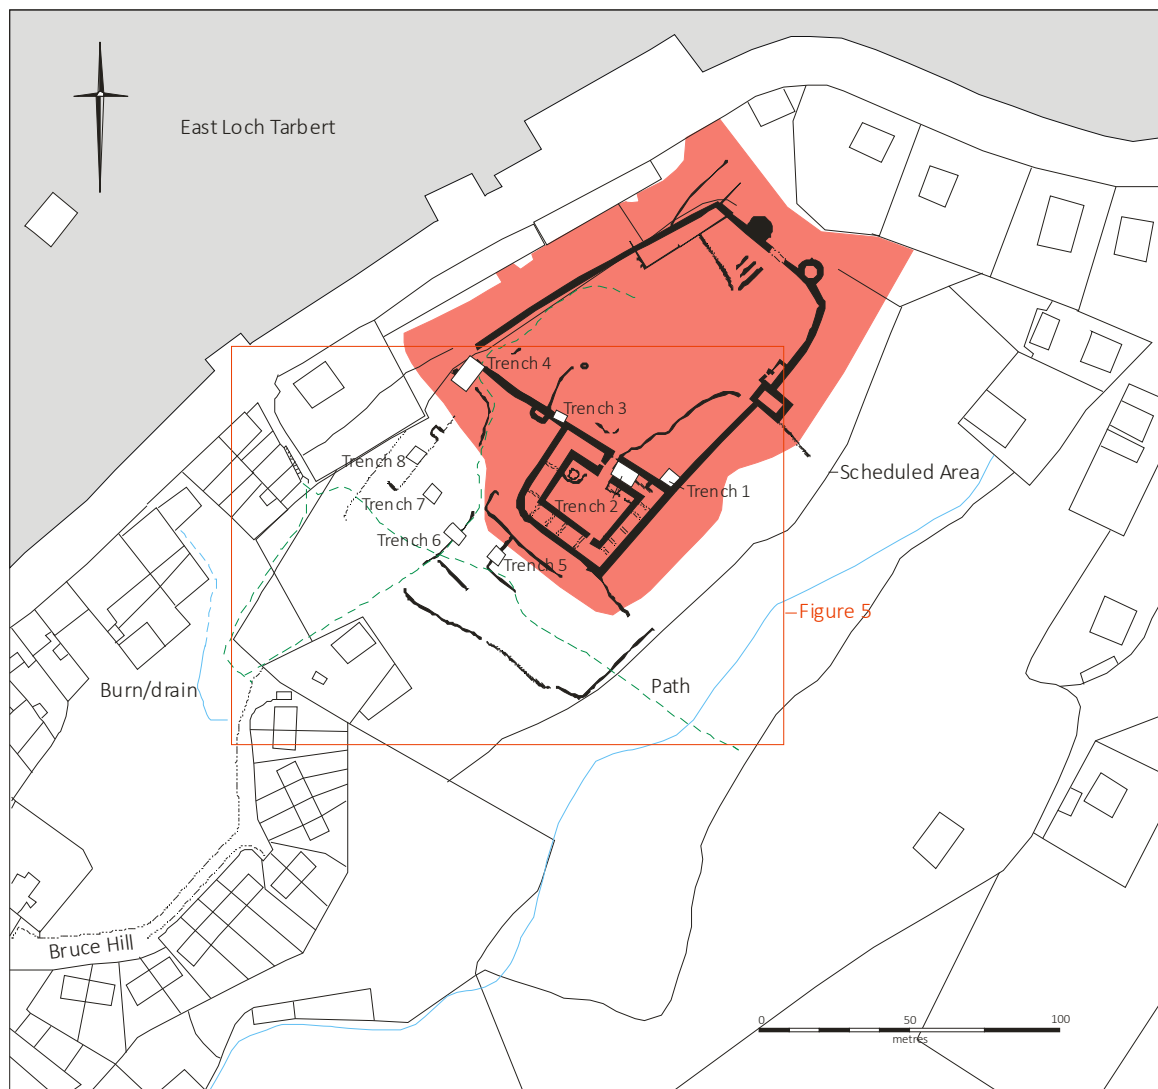 East Loch Tarbert
Trench 4
Trench 3
Trench 8
Scheduled Area
Trench 1
Trench 7
Trench 2
Trench 6
Trench 5
Figure 5
Path
Burn/drain
Bruce Hill
0 50 100
metres